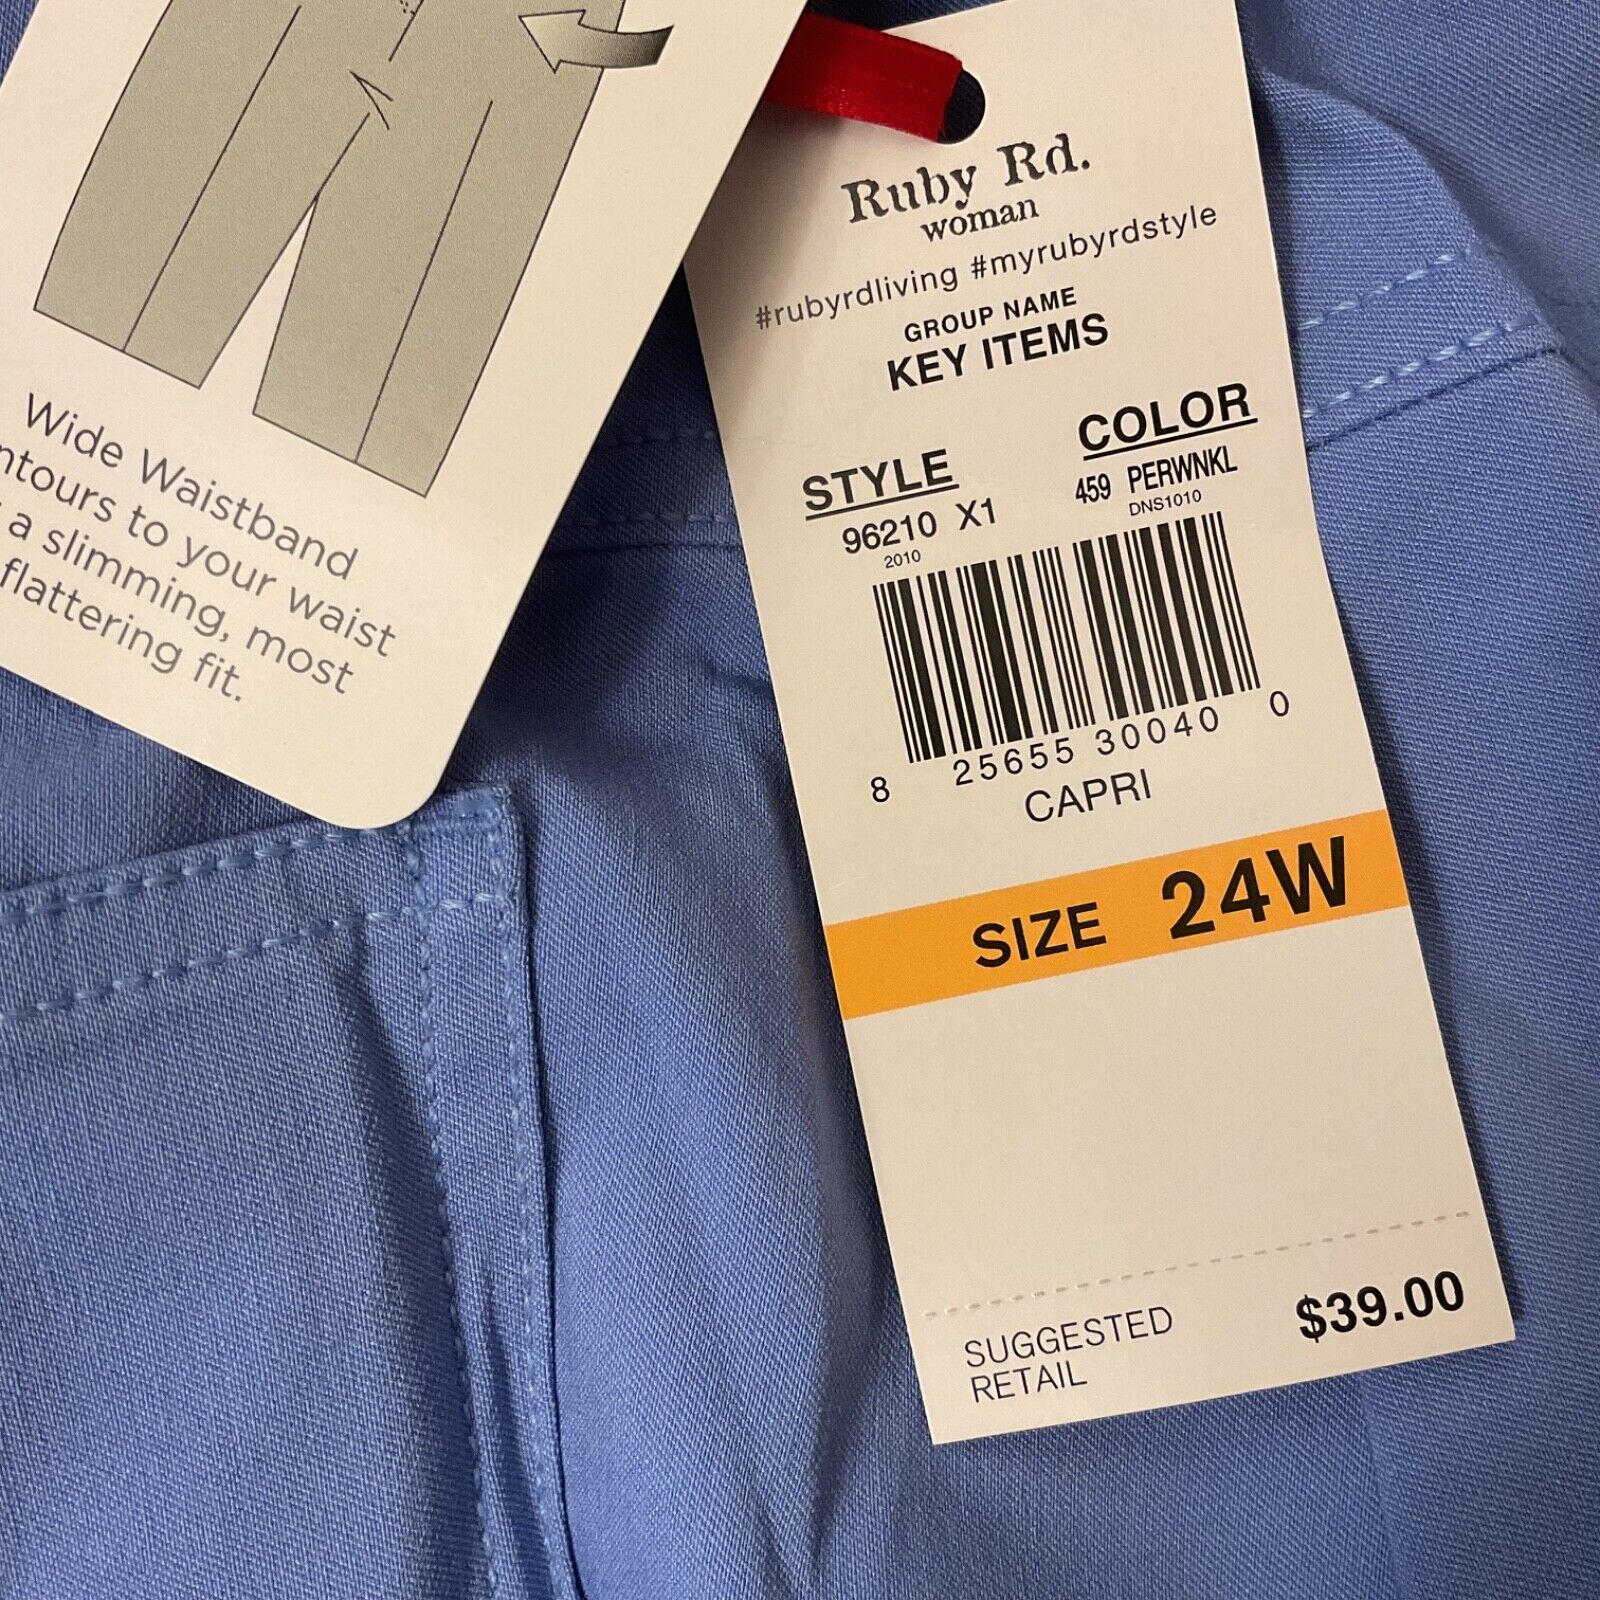 Wide Waistband
ntours to your waist
a slimming, most
flattering fit.
Ruby Rd.
woman
#rubyrdliving #myrubyrdstyle
GROUP NAME
KEY ITEMS
STYLE COLOR
96210 X1 459 PERWNKL
2010 DNS1010
8 25655 30040 0
CAPRI
SIZE 24W
SUGGESTED $39.00
RETAIL